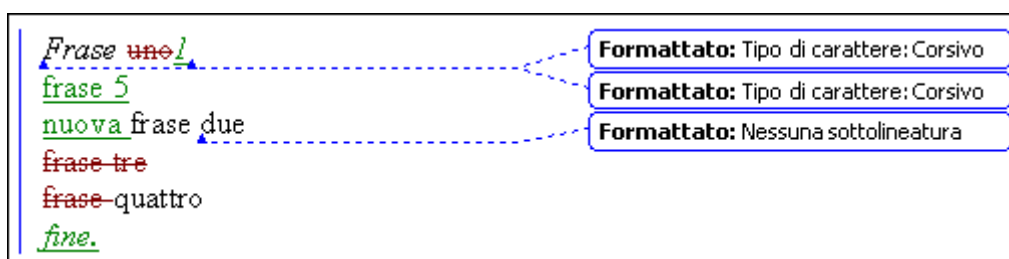 Frase uno1
frase 5
nuova frase due
frase tre
frase quattro
fine.
Formattato: Tipo di carattere: Corsivo
Formattato: Tipo di carattere: Corsivo
Formattato: Nessuna sottolineatura